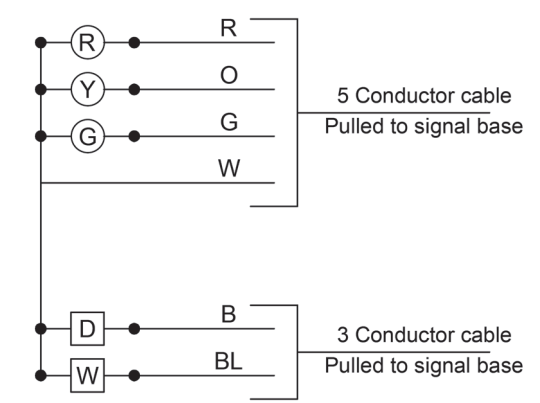 R R
Y O
G G
W
5 Conductor cable
Pulled to signal base
D B
W BL
3 Conductor cable
Pulled to signal base